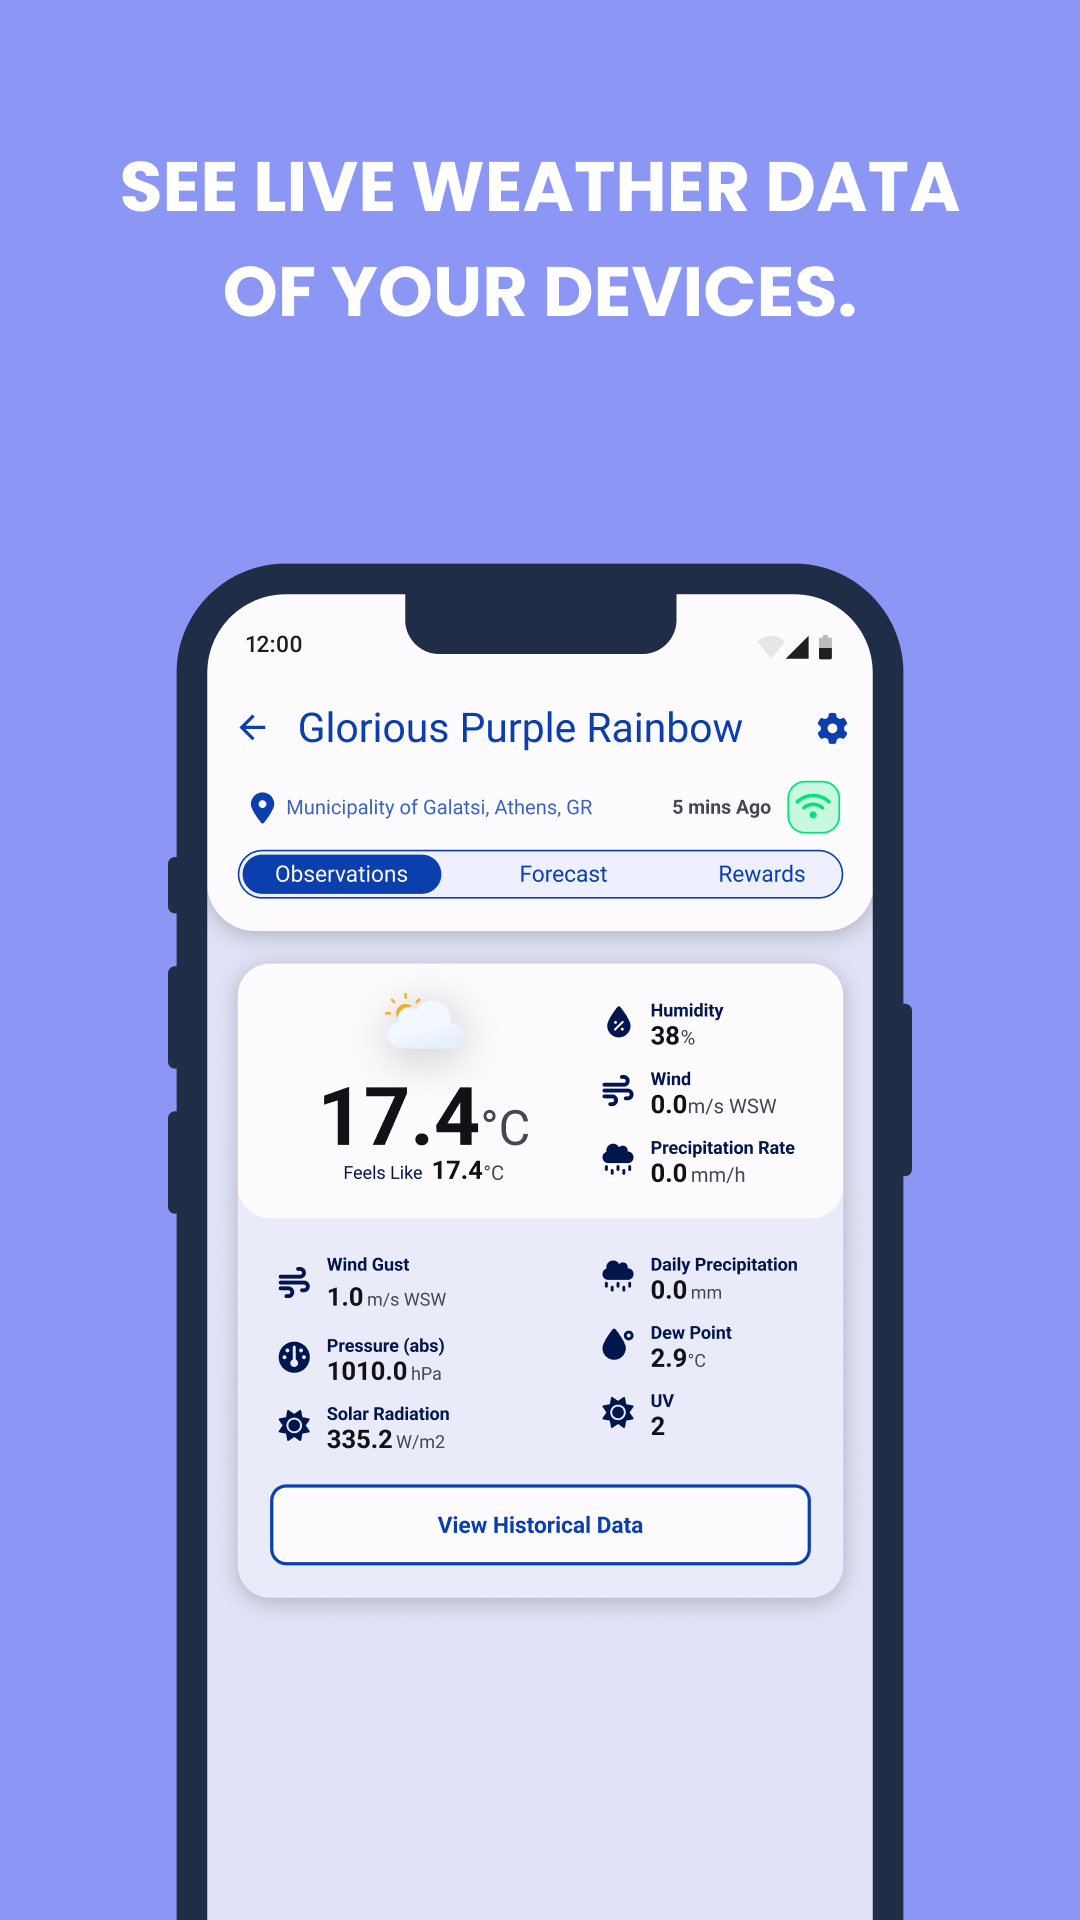 SEE LIVE WEATHER DATA
OF YOUR DEVICES.
12:00
Glorious Purple Rainbow
Municipality of Galatsi, Athens, GR
5 mins Ago
Observations
Forecast
Rewards
17.4°C
Feels Like 17.4°C
Humidity
38%
Wind
0.0m/s WSW
Precipitation Rate
0.0 mm/h
Wind Gust
1.0 m/s WSW
Pressure (abs)
1010.0 hPa
Solar Radiation
335.2 W/m2
Daily Precipitation
0.0 mm
Dew Point
2.9°C
UV
2
View Historical Data